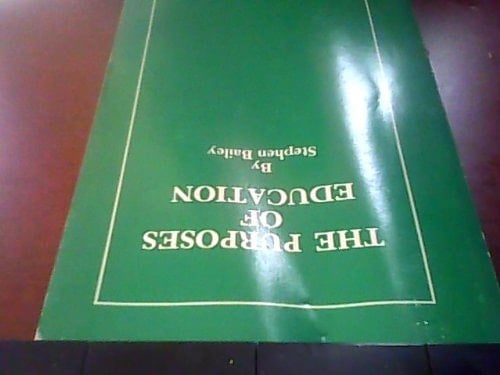 THE PURPOSES
OF
EDUCATION
By
Stephen Bailey